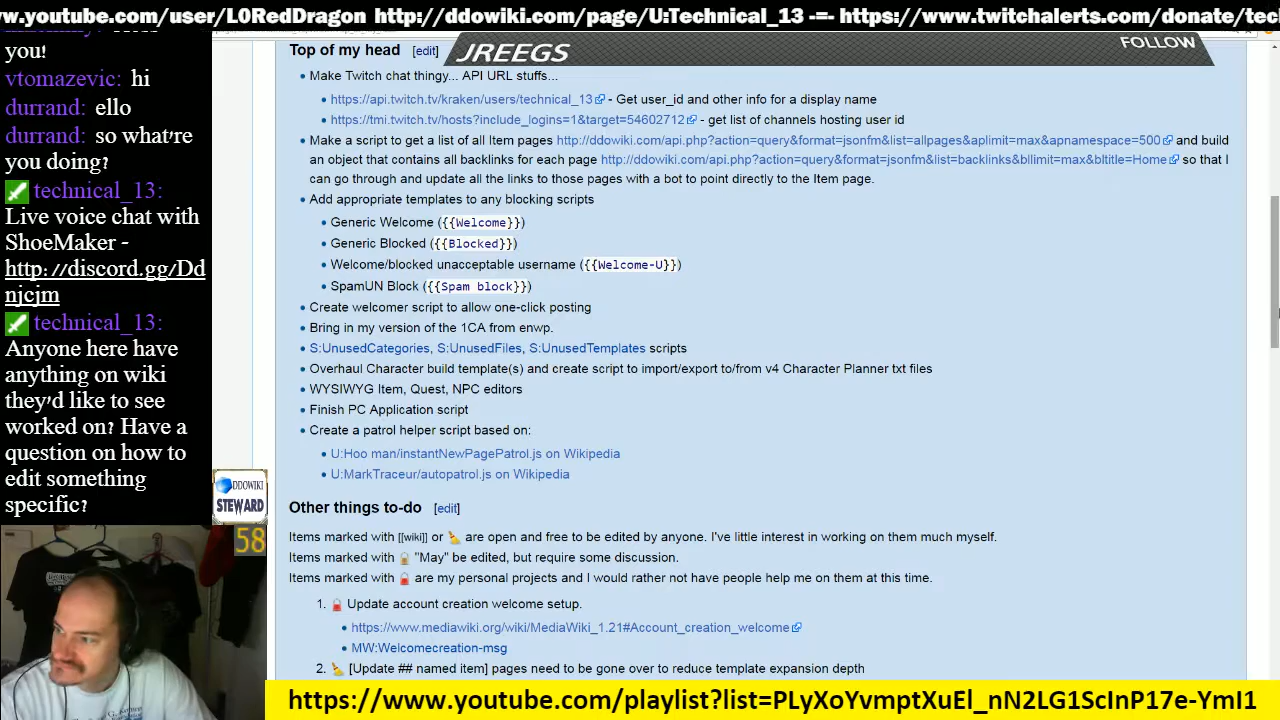 ww.youtube.com/user/L0RedDragon http://ddowiki.com/page/U:Technical_13 -=- https://www.twitchalerts.com/donate/tec
you!
vtomazevic: hi
durrand: ello
durrand: so what're
you doing?
technical_13:
Live voice chat with
ShoeMaker -
http://discord.gg/Dd
njcjm
technical_13:
Anyone here have
anything on wiki
they'd like to see
worked on? Have a
question on how to
edit something
specific?
DDOWIKI
STEWARD
58
JREEGS
FOLLOW
Top of my head [edit]
Make Twitch chat thingy... API URL stuffs...
https://api.twitch.tv/kraken/users/technical_13 - Get user_id and other info for a display name
https://tmi.twitch.tv/hosts?include_logins=1&target=54602712 - get list of channels hosting user id
Make a script to get a list of all Item pages http://ddowiki.com/api.php?action=query&format=jsonfm&list=allpages&aplimit=max&apnamespace=500 and build
an object that contains all backlinks for each page http://ddowiki.com/api.php?action=query&format=jsonfm&list=backlinks&bllimit=max&bltitle=Home so that I
can go through and update all the links to those pages with a bot to point directly to the Item page.
Add appropriate templates to any blocking scripts
Generic Welcome ({{Welcome}})
Generic Blocked ({{Blocked}})
Welcome/blocked unacceptable username ({{Welcome-U}})
SpamUN Block ({{Spam block}})
Create welcomer script to allow one-click posting
Bring in my version of the 1CA from enwp.
S:UnusedCategories, S:UnusedFiles, S:UnusedTemplates scripts
Overhaul Character build template(s) and create script to import/export to/from v4 Character Planner txt files
WYSIWYG Item, Quest, NPC editors
Finish PC Application script
Create a patrol helper script based on:
U:Hoo man/instantNewPagePatrol.js on Wikipedia
U:MarkTraceur/autopatrol.js on Wikipedia
Other things to-do [edit]
Items marked with [[wiki]] or are open and free to be edited by anyone. I've little interest in working on them much myself.
Items marked with "May" be edited, but require some discussion.
Items marked with are my personal projects and I would rather not have people help me on them at this time.
1. Update account creation welcome setup.
https://www.mediawiki.org/wiki/MediaWiki_1.21#Account_creation_welcome
MW:Welcomecreation-msg
2. [Update ## named item] pages need to be gone over to reduce template expansion depth
https://www.youtube.com/playlist?list=PLyXoYvmptXuEl_nN2LG1ScInP17e-YmI1